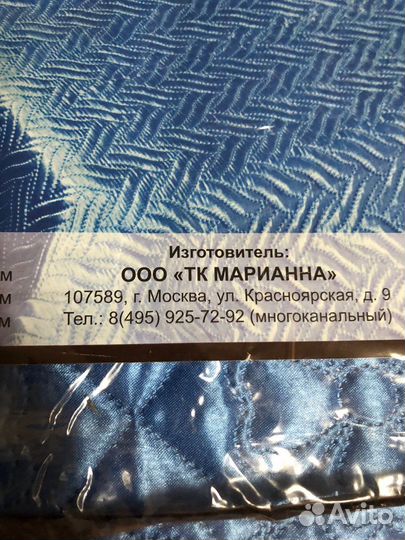 Изготовитель:
м ООО «ТК МАРИАННА»
м 107589, г. Москва, ул. Красноярская, д. 9
м Тел.: 8(495) 925-72-92 (многоканальный)
Avito